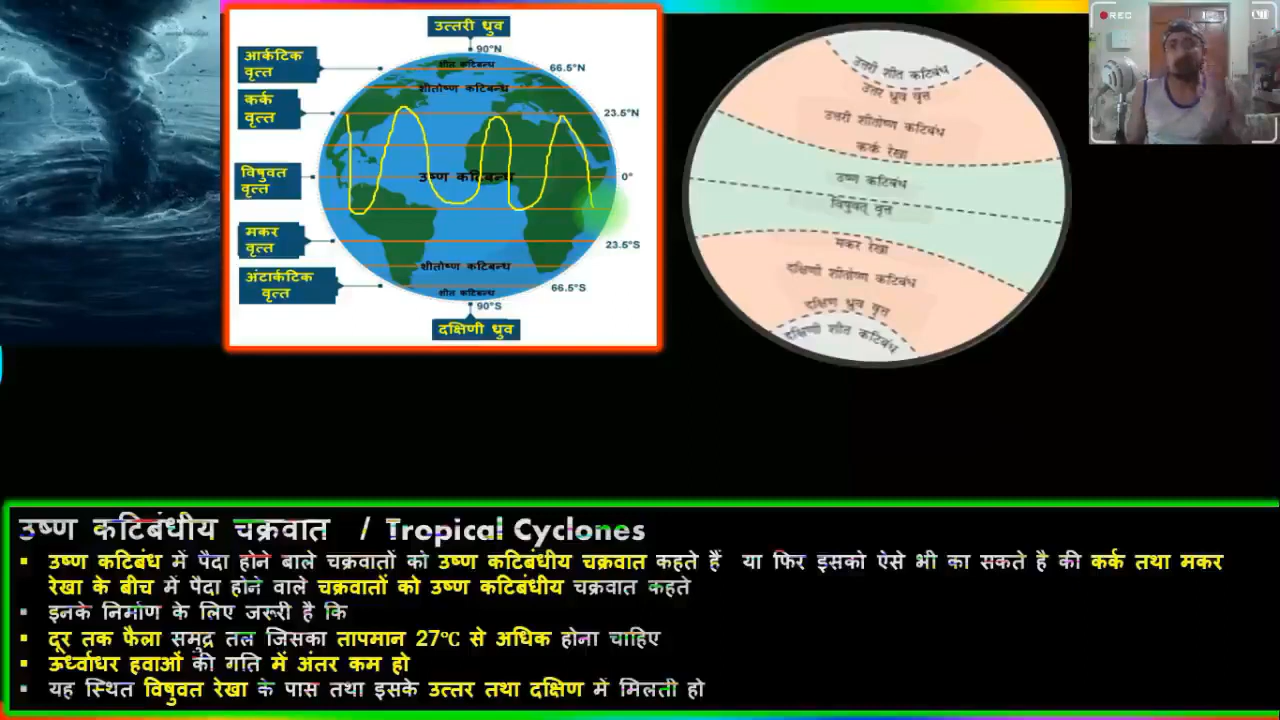 REC
उत्तरी ध्रुव
90°N
आर्कटिक
वृत्त
शीत कटिबन्ध
66.5°N
शीतोष्ण कटिबन्ध
कर्क
वृत्त
23.5°N
विषुवत
वृत्त
उष्ण कटिबन्ध
0°
मकर
वृत्त
23.5°S
शीतोष्ण कटिबन्ध
अंटार्कटिक
वृत्त
शीत कटिबन्ध
66.5°S
90°S
दक्षिणी ध्रुव
उत्तरी शीत कटिबंध
उत्तर ध्रुव वृत्त
उत्तरी शीतोष्ण कटिबंध
कर्क रेखा
उष्ण कटिबंध
विषुवत् वृत्त
मकर रेखा
दक्षिणी शीतोष्ण कटिबंध
दक्षिण ध्रुव वृत्त
दक्षिणी शीत कटिबंध
उष्ण कटिबंधीय चक्रवात / Tropical Cyclones
▪ उष्ण कटिबंध में पैदा होने बाले चक्रवातों को उष्ण कटिबंधीय चक्रवात कहते हैं या फिर इसको ऐसे भी का सकते है की कर्क तथा मकर
रेखा के बीच में पैदा होने वाले चक्रवातों को उष्ण कटिबंधीय चक्रवात कहते
▪ इनके निर्माण के लिए जरूरी है कि
▪ दूर तक फैला समुद्र तल जिसका तापमान 27°C से अधिक होना चाहिए
▪ ऊर्ध्वाधर हवाओं की गति में अंतर कम हो
▪ यह स्थित विषुवत रेखा के पास तथा इसके उत्तर तथा दक्षिण में मिलती हो